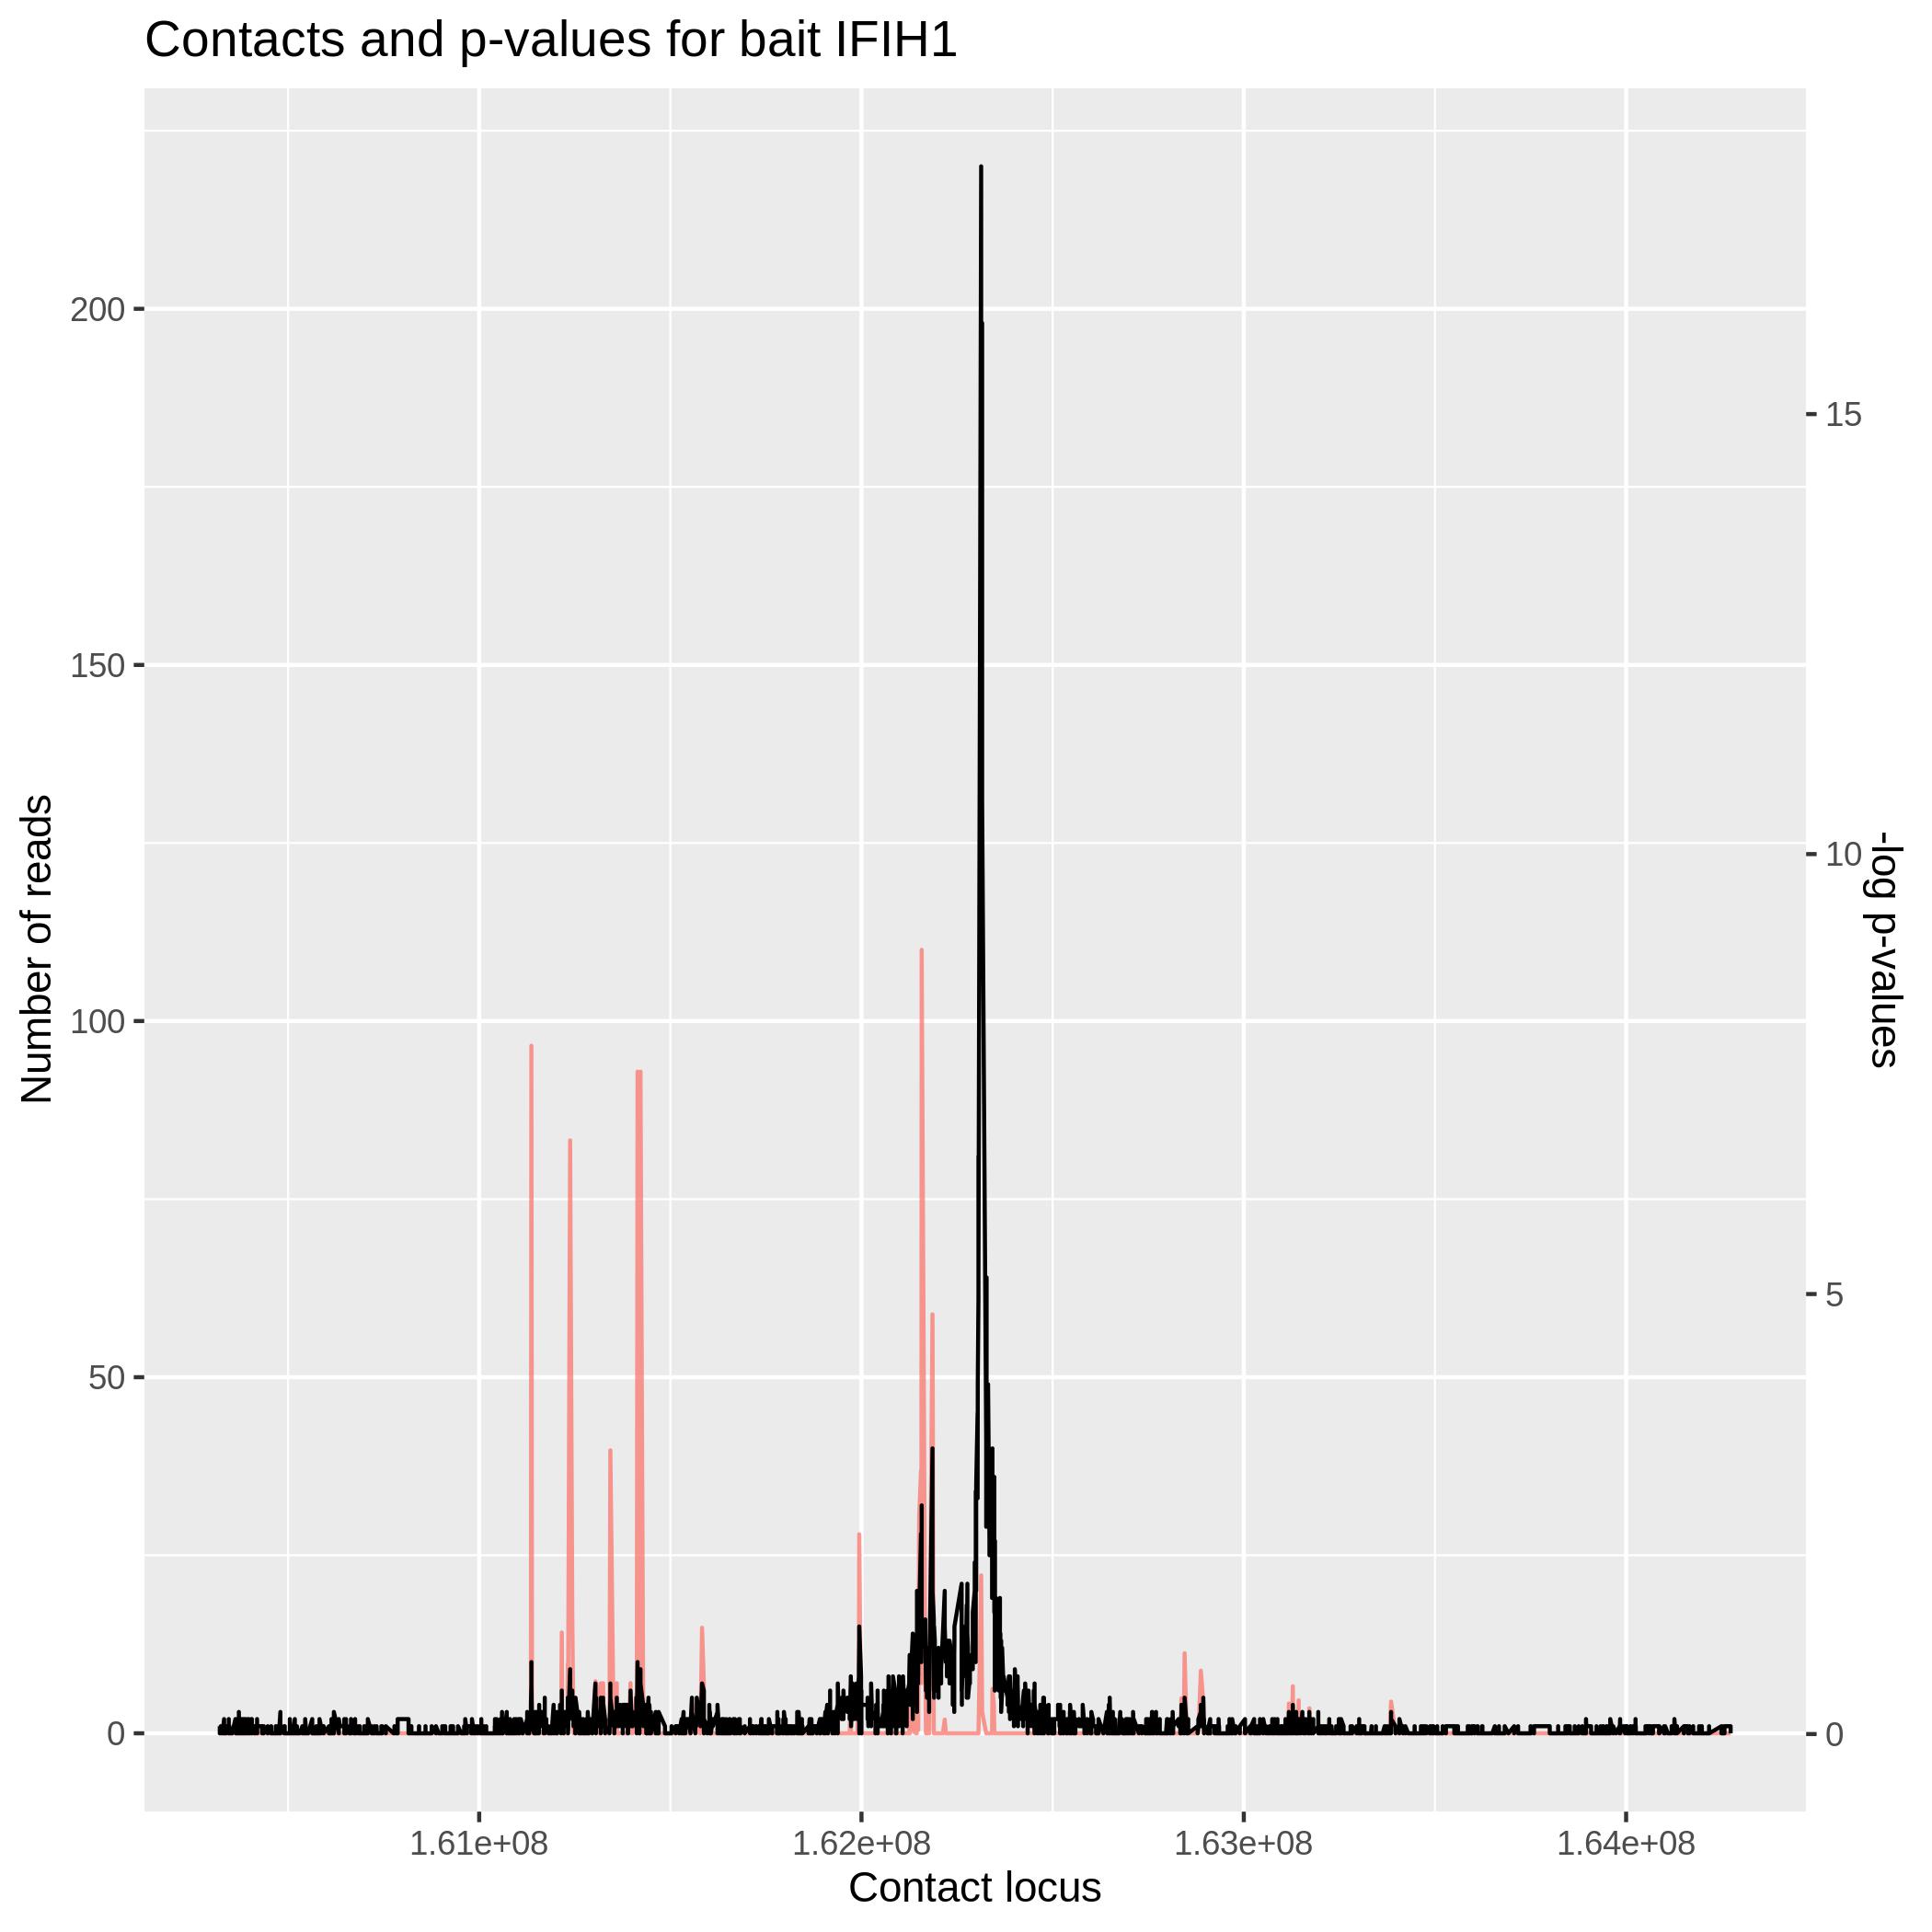 Contacts and p-values for bait IFIH1
Number of reads
200
150
100
50
0
15
10
5
0
-log p-values
1.61e+08 1.62e+08 1.63e+08 1.64e+08
Contact locus